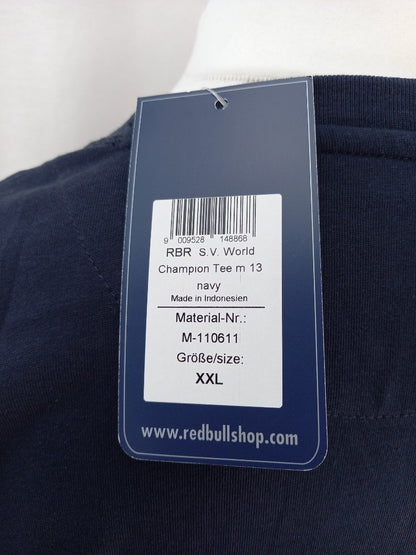 9 009528 148868
RBR S.V. World
Champion Tee m 13
navy
Made in Indonesien
Material-Nr.:
M-110611
Größe/size:
XXL
www.redbullshop.com